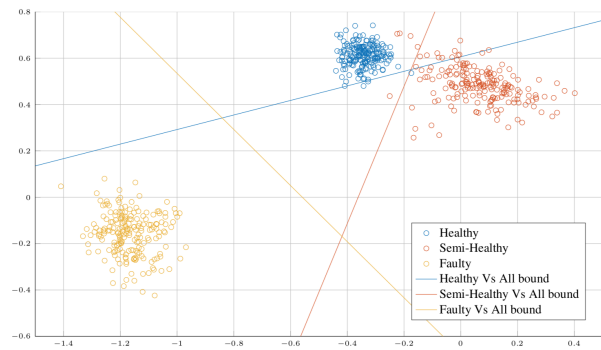 0.8
0.6
0.4
0.2
0
−0.2
−0.4
−0.6
−1.4 −1.2 −1 −0.8 −0.6 −0.4 −0.2 0 0.2 0.4
Healthy
Semi-Healthy
Faulty
Healthy Vs All bound
Semi-Healthy Vs All bound
Faulty Vs All bound